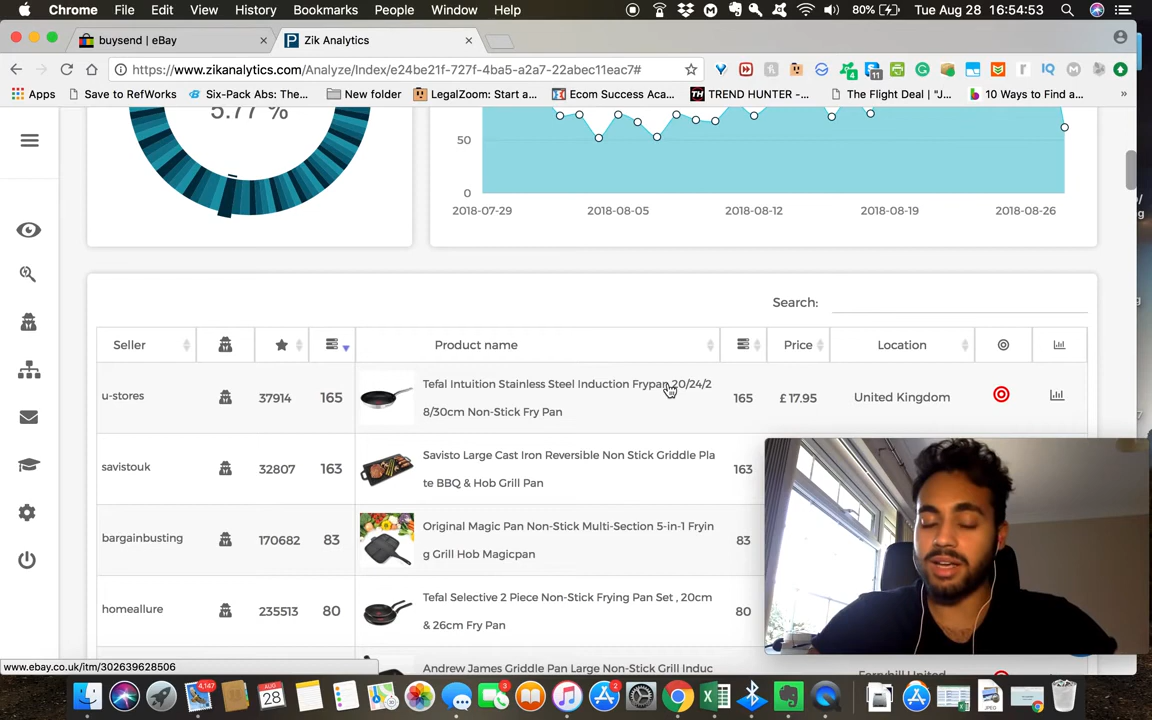 Chrome File Edit View History Bookmarks People Window Help 80% Tue Aug 28 16:54:53
buysend | eBay
Zik Analytics
https://www.zikanalytics.com/Analyze/Index/e24be21f-727f-4ba5-a2a7-22abec11eac7#
Apps Save to RefWorks Six-Pack Abs: The... New folder LegalZoom: Start a... Ecom Success Aca... TREND HUNTER -... The Flight Deal | "J... 10 Ways to Find a... »
5.77 %
50
0
2018-07-29 2018-08-05 2018-08-12 2018-08-19 2018-08-26
Search:
Seller Product name Price Location
u-stores 37914 165 Tefal Intuition Stainless Steel Induction Frypan 20/24/2
8/30cm Non-Stick Fry Pan 165 £ 17.95 United Kingdom
savistouk 32807 163 Savisto Large Cast Iron Reversible Non Stick Griddle Pla
te BBQ & Hob Grill Pan 163
bargainbusting 170682 83 Original Magic Pan Non-Stick Multi-Section 5-in-1 Fryin
g Grill Hob Magicpan 83
homeallure 235513 80 Tefal Selective 2 Piece Non-Stick Frying Pan Set , 20cm
& 26cm Fry Pan 80
Andrew James Griddle Pan Large Non-Stick Grill Induc
www.ebay.co.uk/itm/302639628506